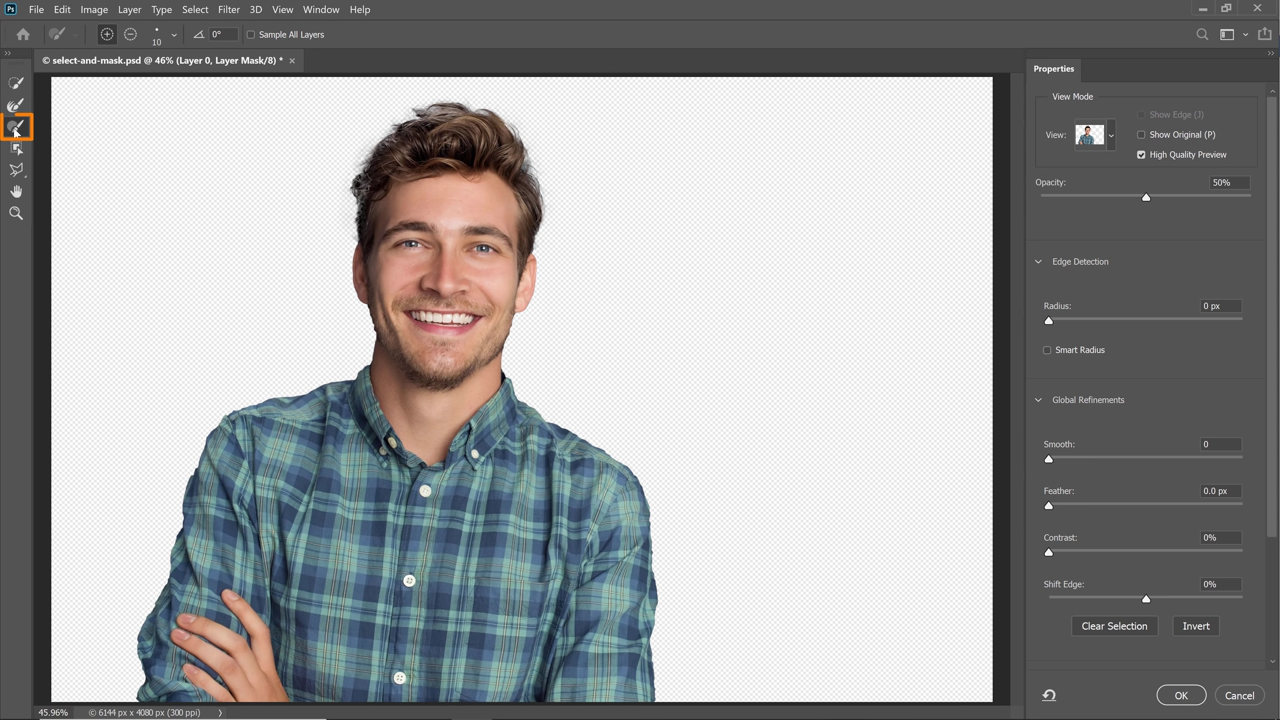 Ps File Edit Image Layer Type Select Filter 3D View Window Help
10 0° Sample All Layers
© select-and-mask.psd @ 46% (Layer 0, Layer Mask/8) * ×
Properties
View Mode
Show Edge (J)
View: Show Original (P)
High Quality Preview
Opacity: 50%
Edge Detection
Radius: 0 px
Smart Radius
Global Refinements
Smooth: 0
Feather: 0.0 px
Contrast: 0%
Shift Edge: 0%
Clear Selection Invert
OK Cancel
45.96% © 6144 px x 4080 px (300 ppi)